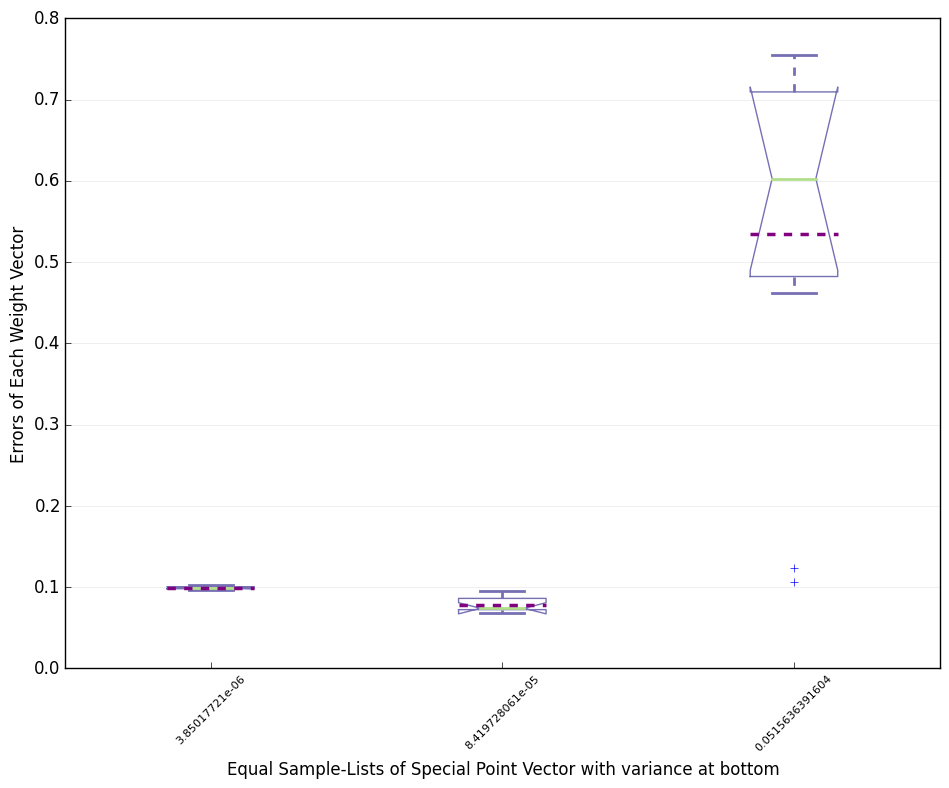 0.8
0.7
0.6
0.5
0.4
0.3
0.2
0.1
0.0
Errors of Each Weight Vector
3.85017721e-06
8.419728061e-05
0.0515636391604
Equal Sample-Lists of Special Point Vector with variance at bottom